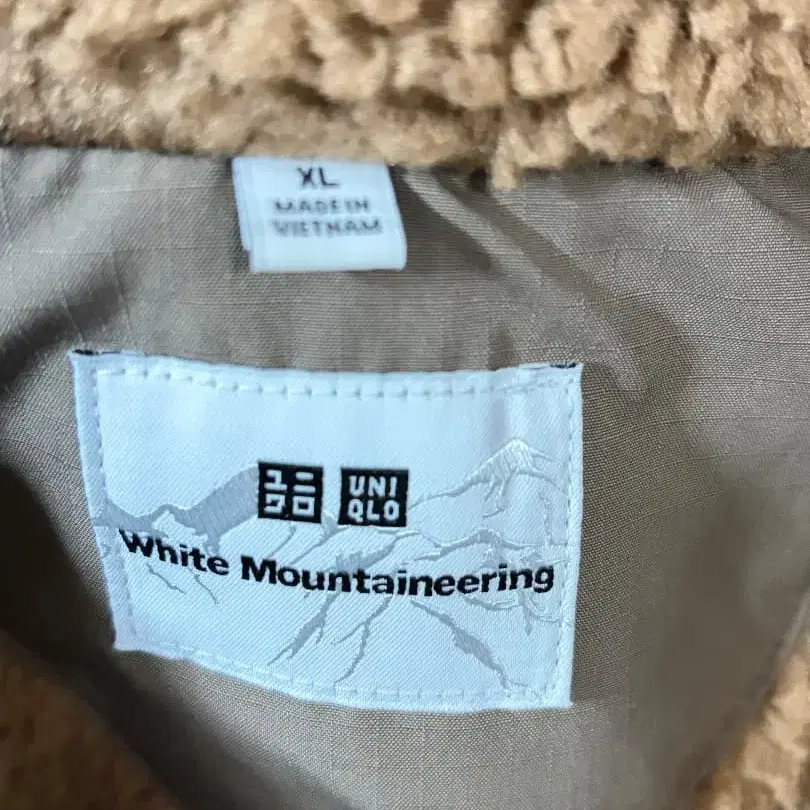 XL
MADE IN
VIETNAM
ユニ UNI
クロ QLO
White Mountaineering